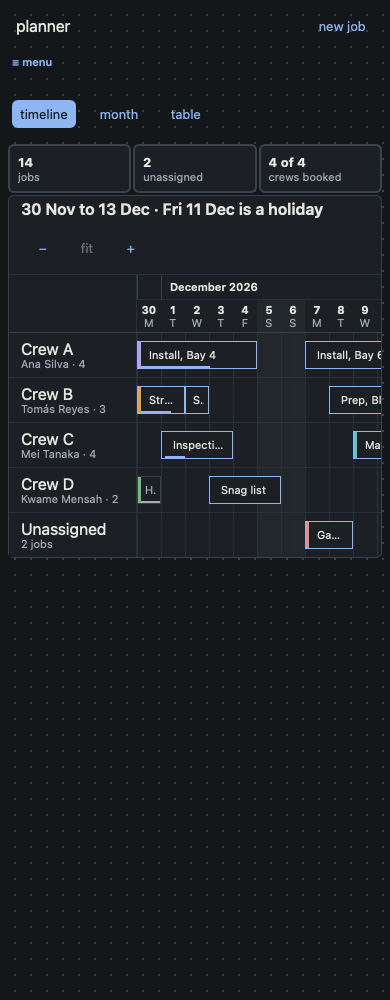 planner
new job
≡ menu
timeline
month
table
14
jobs
2
unassigned
4 of 4
crews booked
30 Nov to 13 Dec · Fri 11 Dec is a holiday
− fit +
December 2026
30 1 2 3 4 5 6 7 8 9
M T W T F S S M T W
Crew A
Ana Silva · 4
Install, Bay 4
Install, Bay
Crew B
Tomás Reyes · 3
Str...
S.
Prep,
Crew C
Mei Tanaka · 4
Inspecti...
Ma
Crew D
Kwame Mensah · 2
H.
Snag list
Unassigned
2 jobs
Ga...